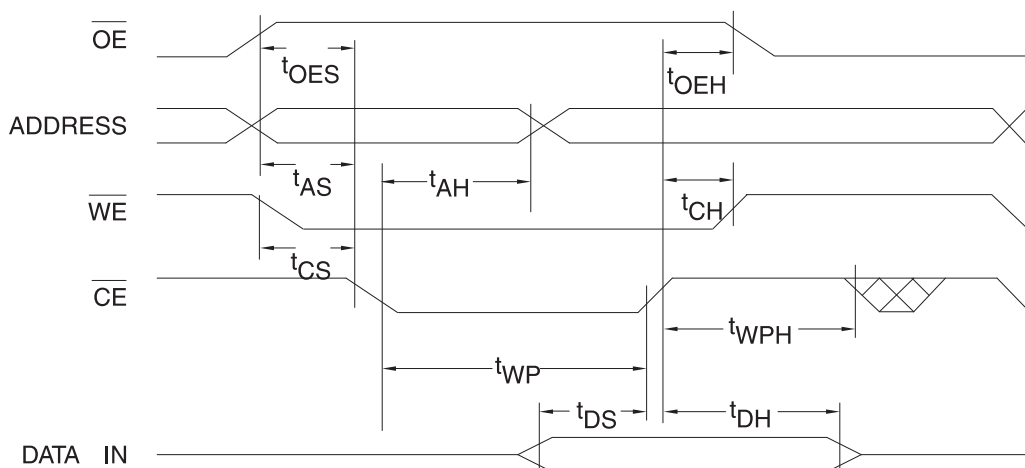 OE
tOES
tOEH
ADDRESS
tAS
tAH
tCH
WE
tCS
CE
tWPH
tWP
tDS
tDH
DATA IN